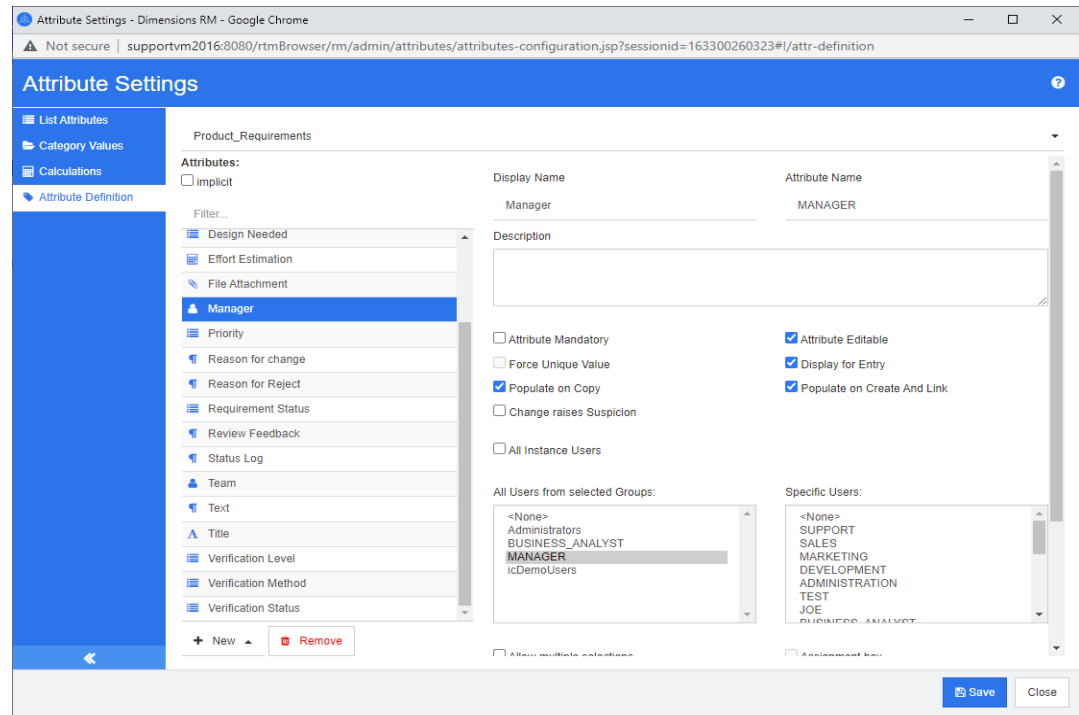 Attribute Settings - Dimensions RM - Google Chrome
Not secure | supportvm2016:8080/rtmBrowser/rm/admin/attributes/attributes-configuration.jsp?sessionid=163300260323#!/attr-definition
Attribute Settings
List Attributes
Category Values
Calculations
Attribute Definition
Product_Requirements
Attributes:
implicit
Filter...
Design Needed
Effort Estimation
File Attachment
Manager
Priority
Reason for change
Reason for Reject
Requirement Status
Review Feedback
Status Log
Team
Text
Title
Verification Level
Verification Method
Verification Status
+ New
Remove
Display Name
Attribute Name
Manager
MANAGER
Description
Attribute Mandatory
Attribute Editable
Force Unique Value
Display for Entry
Populate on Copy
Populate on Create And Link
Change raises Suspicion
All Instance Users
All Users from selected Groups:
<None>
Administrators
BUSINESS_ANALYST
MANAGER
icDemoUsers
Specific Users:
<None>
SUPPORT
SALES
MARKETING
DEVELOPMENT
ADMINISTRATION
TEST
JOE
BUSINESS_ANALYST
Allow multiple selections
Assignment box
Save
Close